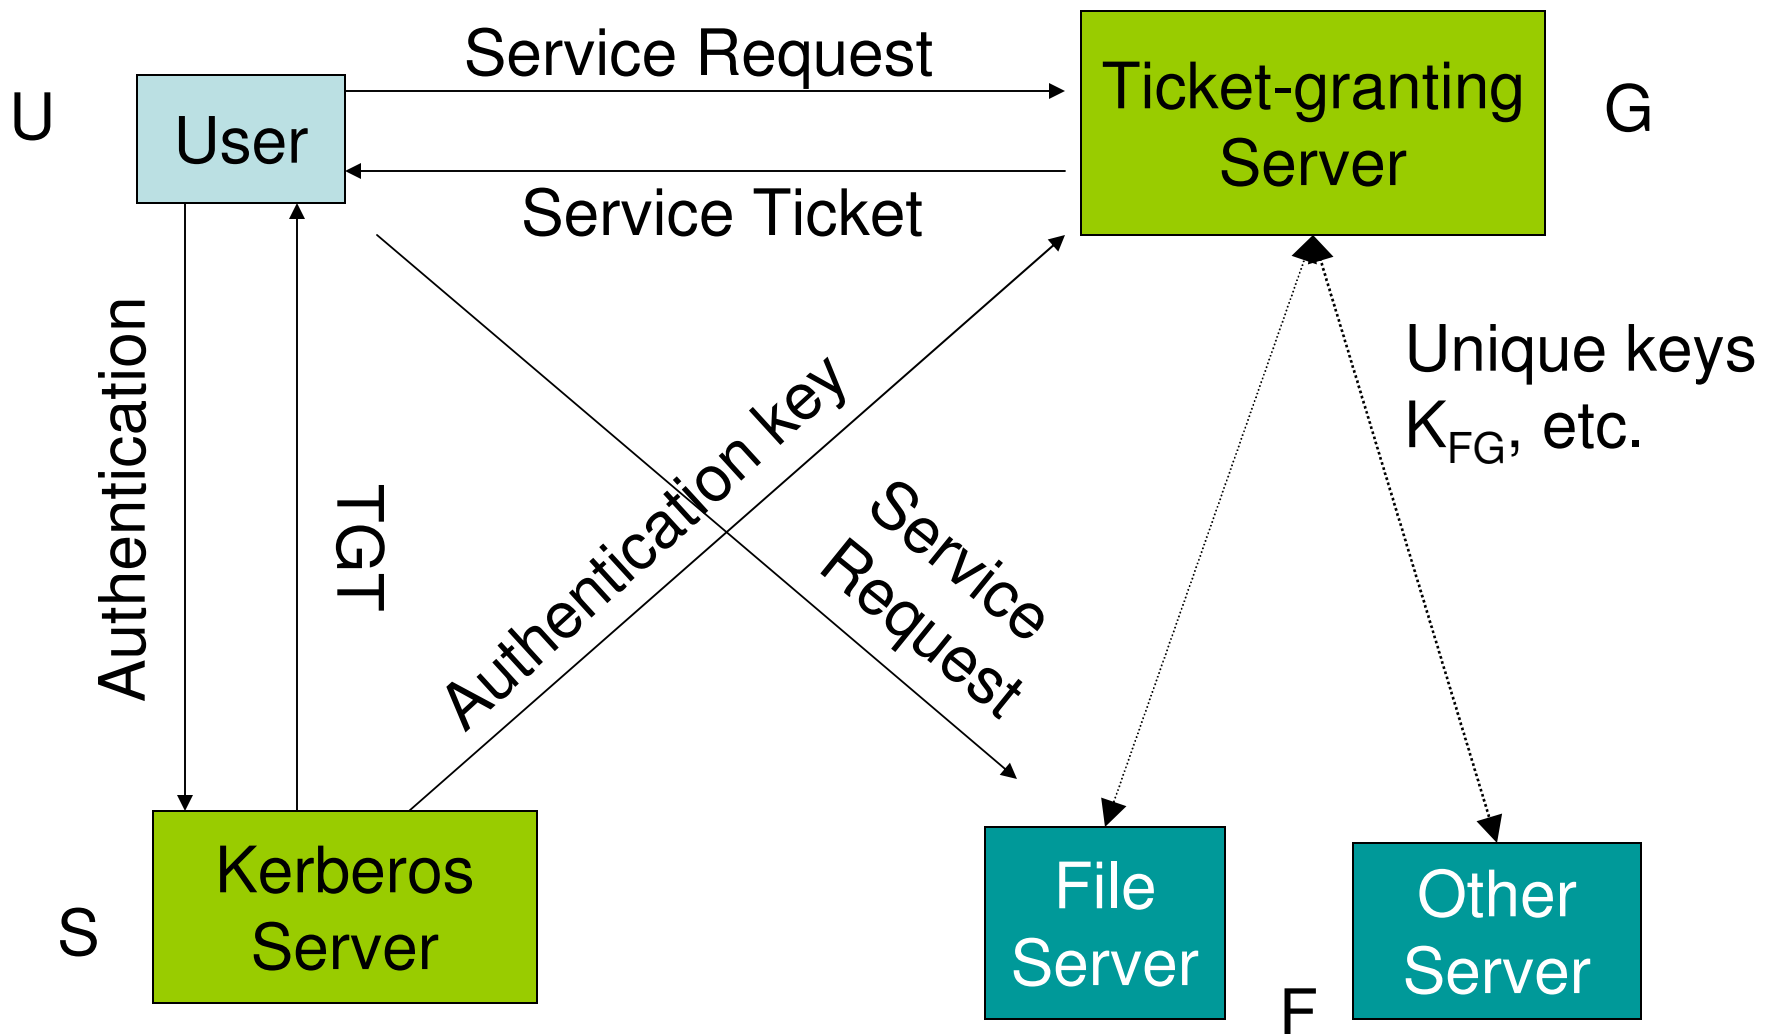 Service Request
U
User
Ticket-granting
Server
G
Service Ticket
Authentication
TGT
Authentication key
Service
Request
Unique keys
K_FG, etc.
Kerberos
Server
S
File
Server
F
Other
Server